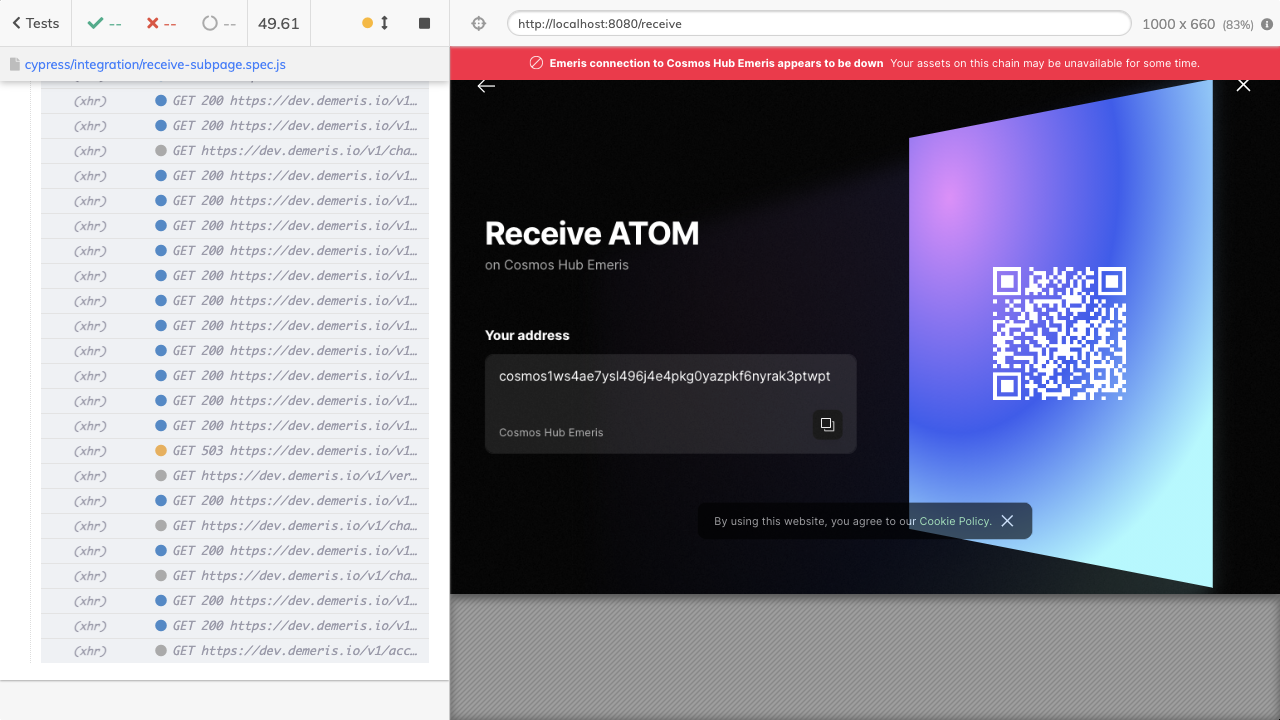 Tests
--
--
--
49.61
http://localhost:8080/receive
1000 x 660 (83%)
cypress/integration/receive-subpage.spec.js
(xhr) GET 200 https://dev.demeris.io/v1…
(xhr) GET 200 https://dev.demeris.io/v1…
(xhr) GET https://dev.demeris.io/v1/cha…
(xhr) GET 200 https://dev.demeris.io/v1…
(xhr) GET 200 https://dev.demeris.io/v1…
(xhr) GET 200 https://dev.demeris.io/v1…
(xhr) GET 200 https://dev.demeris.io/v1…
(xhr) GET 200 https://dev.demeris.io/v1…
(xhr) GET 200 https://dev.demeris.io/v1…
(xhr) GET 200 https://dev.demeris.io/v1…
(xhr) GET 200 https://dev.demeris.io/v1…
(xhr) GET 200 https://dev.demeris.io/v1…
(xhr) GET 200 https://dev.demeris.io/v1…
(xhr) GET 200 https://dev.demeris.io/v1…
(xhr) GET 503 https://dev.demeris.io/v1…
(xhr) GET https://dev.demeris.io/v1/ver…
(xhr) GET 200 https://dev.demeris.io/v1…
(xhr) GET https://dev.demeris.io/v1/cha…
(xhr) GET 200 https://dev.demeris.io/v1…
(xhr) GET https://dev.demeris.io/v1/cha…
(xhr) GET 200 https://dev.demeris.io/v1…
(xhr) GET 200 https://dev.demeris.io/v1…
(xhr) GET https://dev.demeris.io/v1/acc…
Emeris connection to Cosmos Hub Emeris appears to be down Your assets on this chain may be unavailable for some time.
Receive ATOM
on Cosmos Hub Emeris
Your address
cosmos1ws4ae7ysl496j4e4pkg0yazpkf6nyrak3ptwpt
Cosmos Hub Emeris
By using this website, you agree to our Cookie Policy.